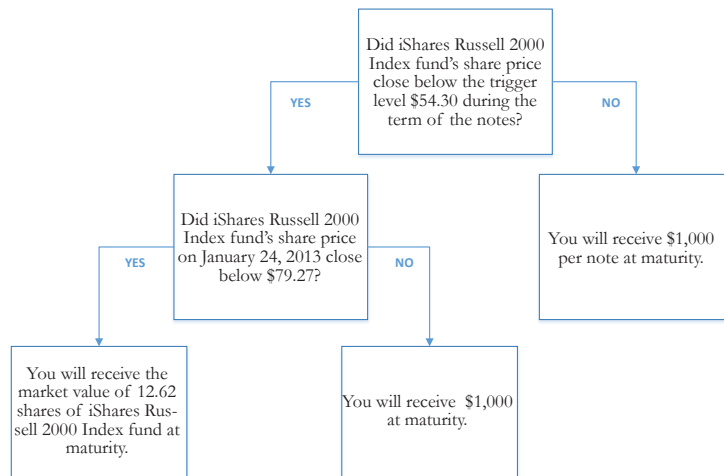 Did iShares Russell 2000
Index fund's share price
close below the trigger
level $54.30 during the
term of the notes?
YES
NO
Did iShares Russell 2000
Index fund's share price
on January 24, 2013 close
below $79.27?
You will receive $1,000
per note at maturity.
YES
NO
You will receive the
market value of 12.62
shares of iShares Rus-
sell 2000 Index fund at
maturity.
You will receive $1,000
at maturity.